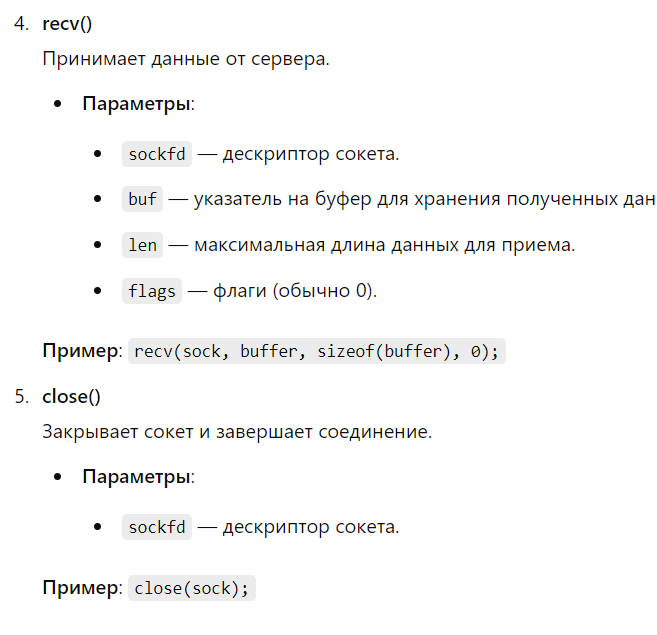 4. recv()
Принимает данные от сервера.
• Параметры:
• sockfd — дескриптор сокета.
• buf — указатель на буфер для хранения полученных дан
• len — максимальная длина данных для приема.
• flags — флаги (обычно 0).
Пример: recv(sock, buffer, sizeof(buffer), 0);
5. close()
Закрывает сокет и завершает соединение.
• Параметры:
• sockfd — дескриптор сокета.
Пример: close(sock);